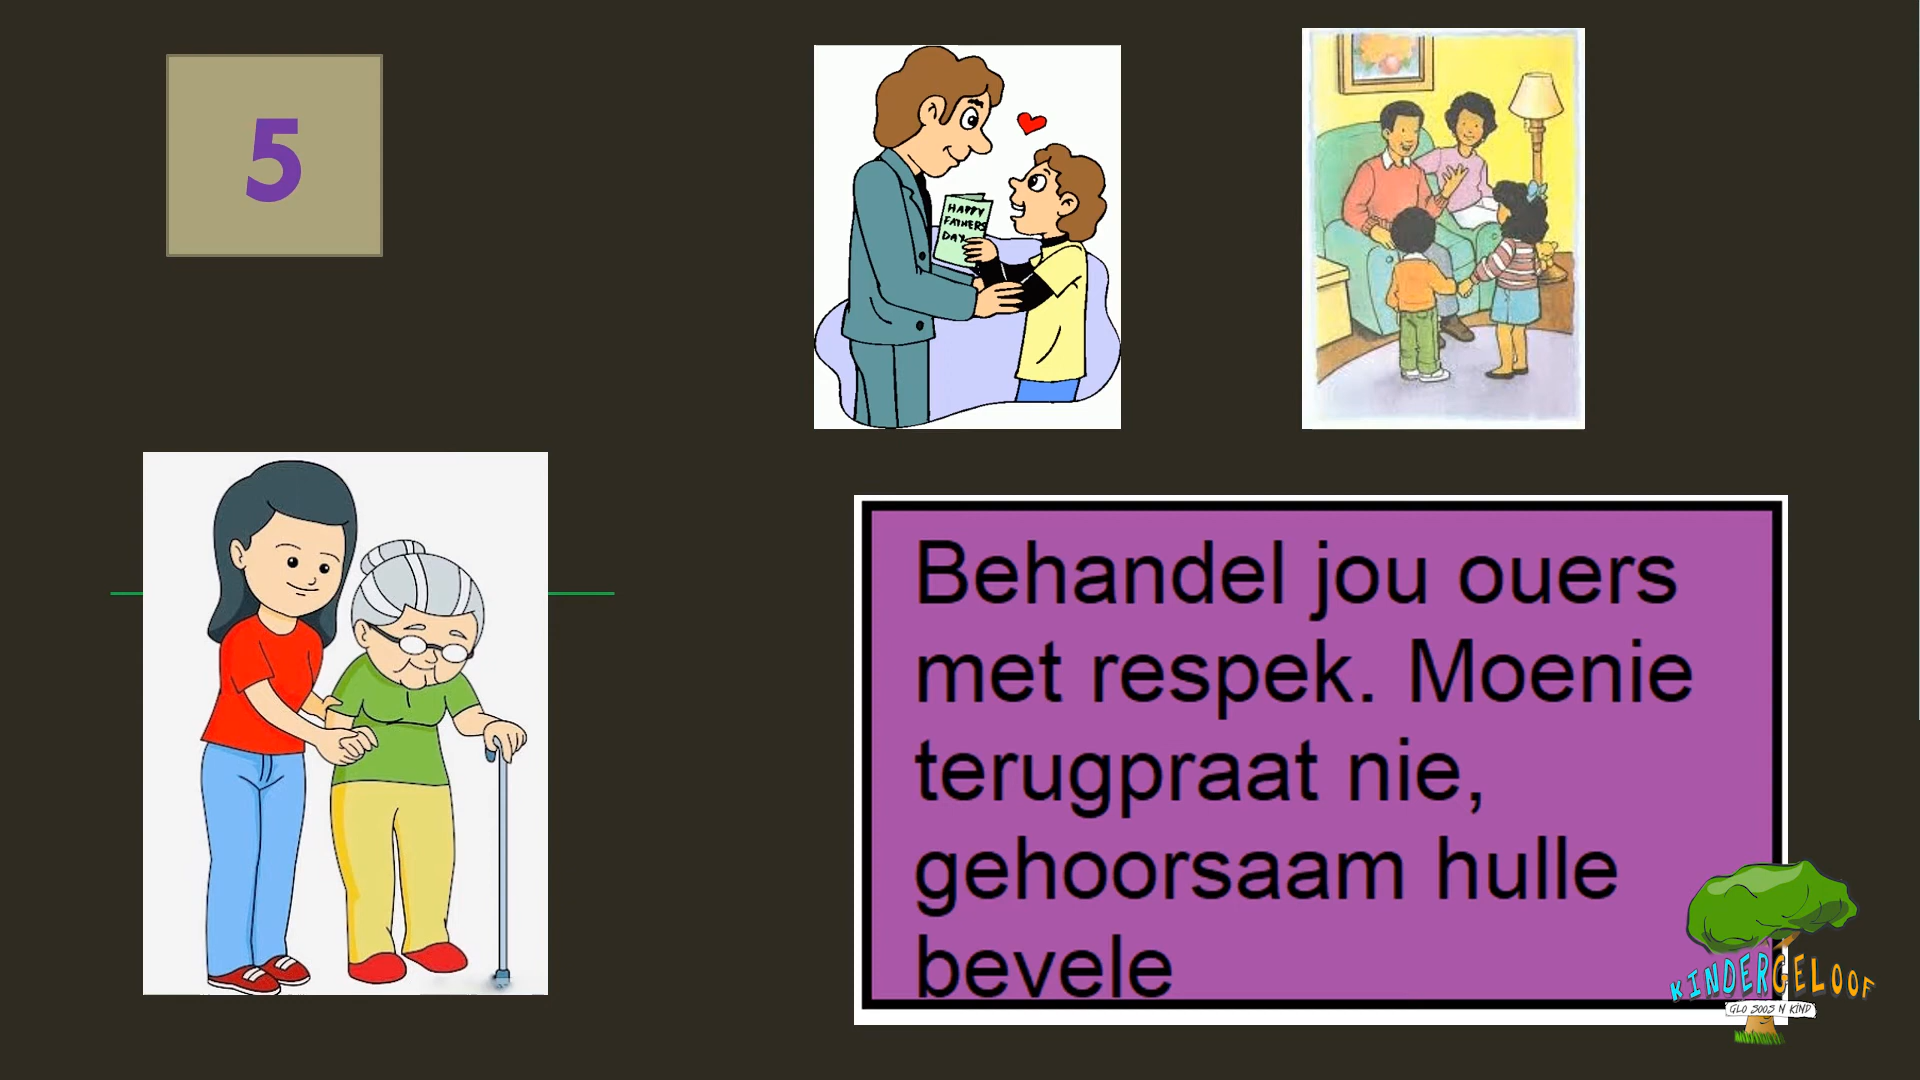 5
HAPPY
FATHERS
DAY
Behandel jou ouers
met respek. Moenie
terugpraat nie,
gehoorsaam hulle
bevele
KINDERGELOOF
GLO SOOS N KIND